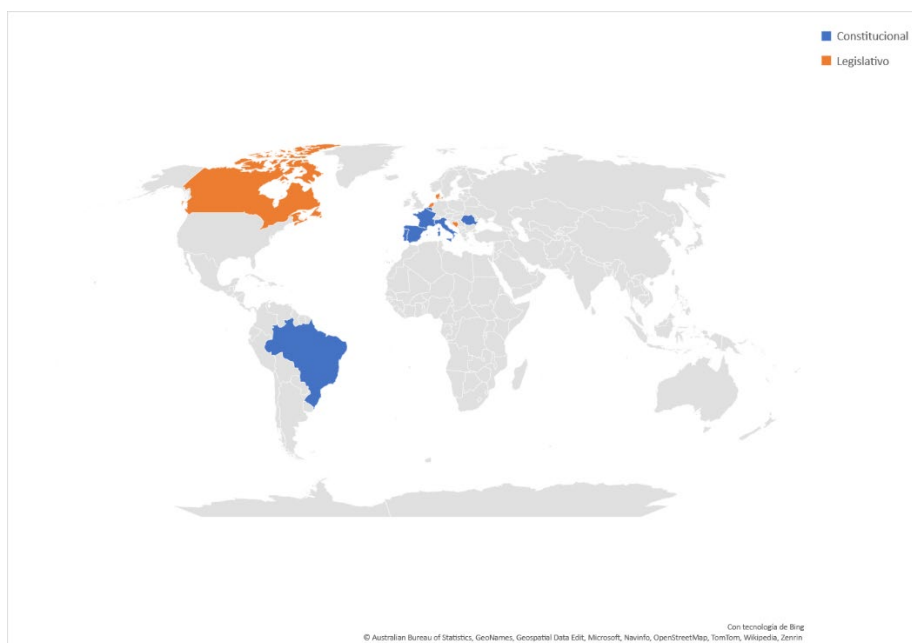 Constitucional
Legislativo
Con tecnología de Bing
© Australian Bureau of Statistics, GeoNames, Geospatial Data Edit, Microsoft, Navinfo, OpenStreetMap, TomTom, Wikipedia, Zenrin